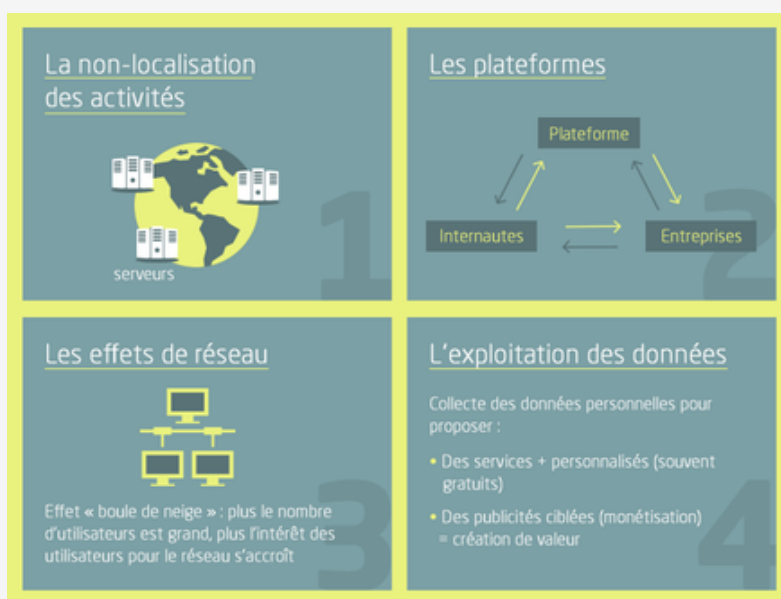 La non-localisation
des activités
serveurs
1
Les plateformes
Plateforme
Internautes
Entreprises
2
Les effets de réseau
Effet « boule de neige » : plus le nombre
d'utilisateurs est grand, plus l'intérêt des
utilisateurs pour le réseau s'accroît
3
L'exploitation des données
Collecte des données personnelles pour
proposer :
• Des services + personnalisés (souvent
gratuits)
• Des publicités ciblées (monétisation)
= création de valeur
4